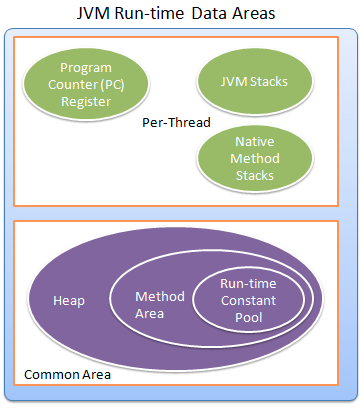 JVM Run-time Data Areas
Program
Counter (PC)
Register
JVM Stacks
Per-Thread
Native
Method
Stacks
Heap
Method
Area
Run-time
Constant
Pool
Common Area